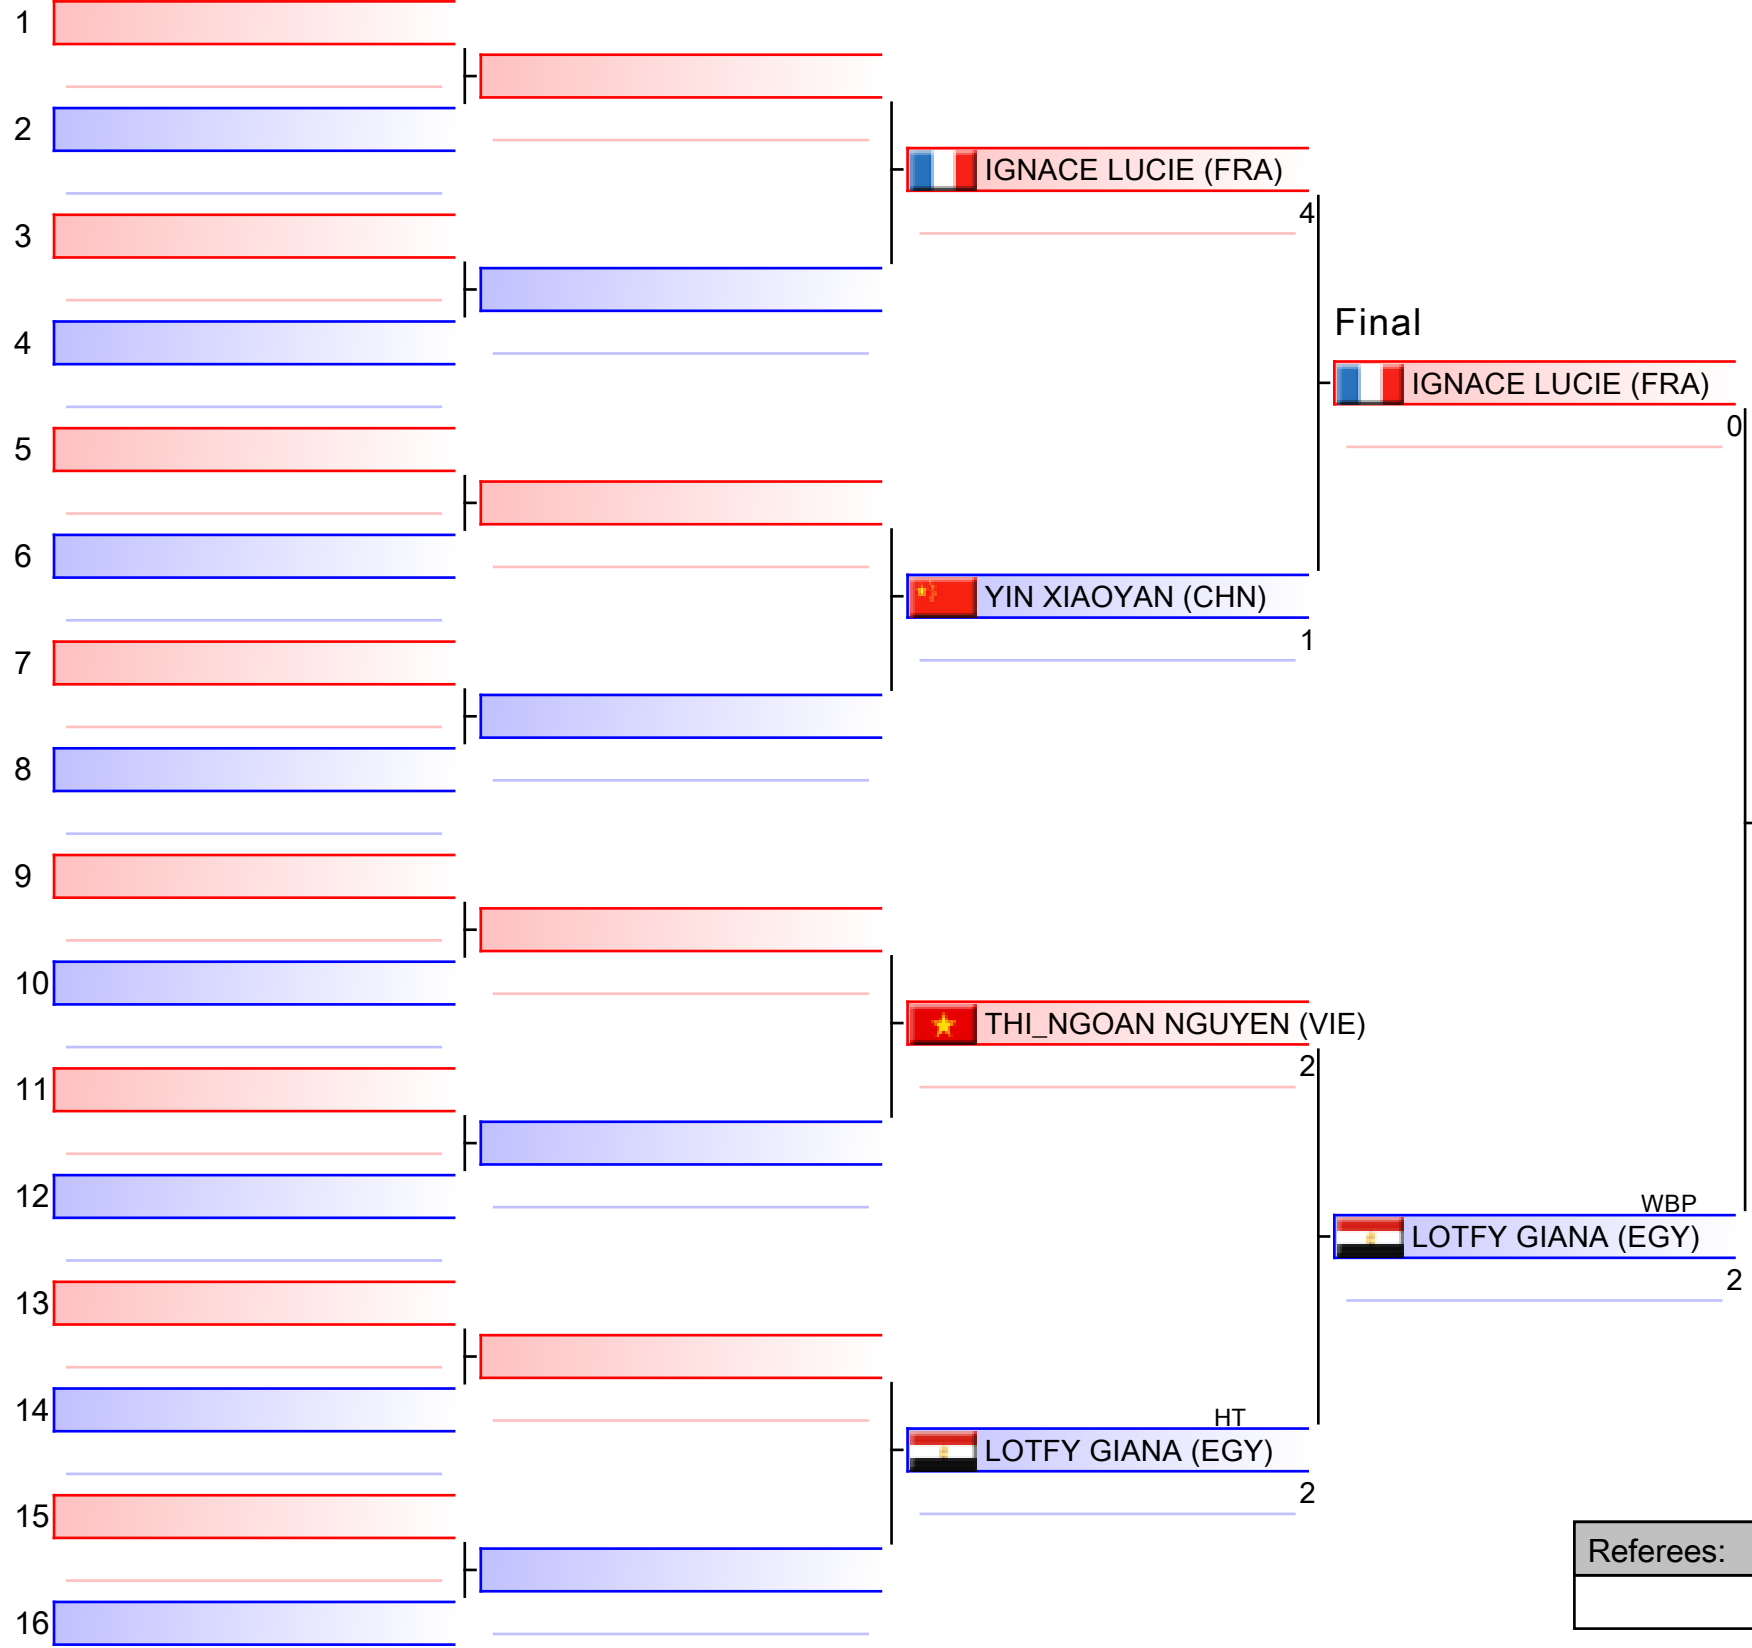 1
2
IGNACE LUCIE (FRA)
4
3
Final
4
IGNACE LUCIE (FRA)
0
5
6
YIN XIAOYAN (CHN)
1
7
8
9
10
THI_NGOAN NGUYEN (VIE)
2
11
12
WBP
LOTFY GIANA (EGY)
2
13
14
HT
LOTFY GIANA (EGY)
2
15
Referees:
16